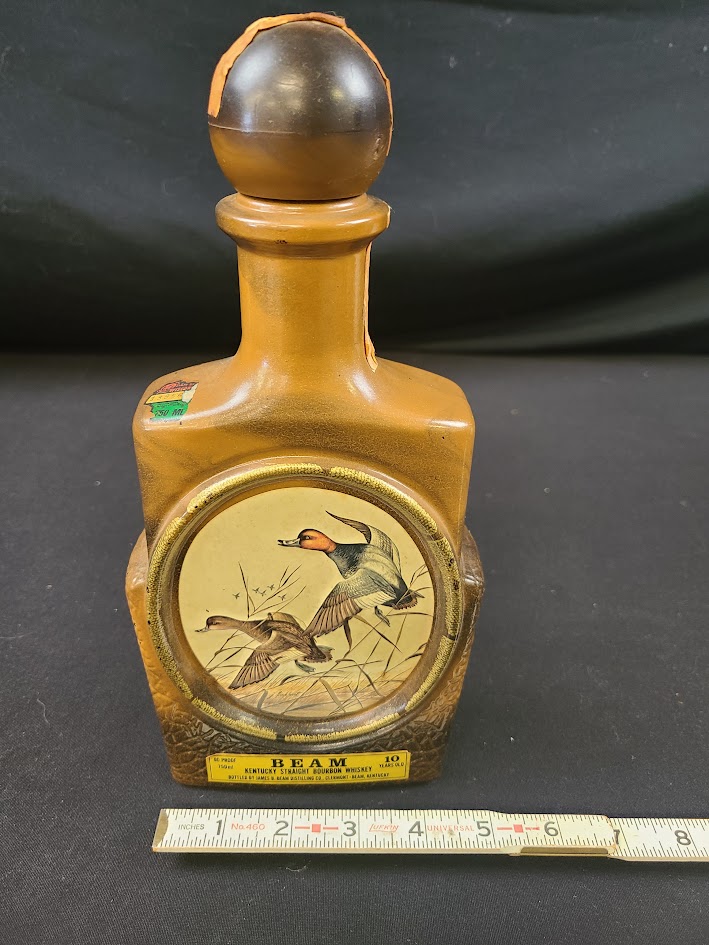 750 ML
86 PROOF
750ml
BEAM
10
YEARS OLD
KENTUCKY STRAIGHT BOURBON WHISKEY
BOTTLED BY JAMES B. BEAM DISTILLING CO., CLERMONT-BEAM, KENTUCKY
INCHES 1 No.460 2 3 LUFKIN 4 UNIVERSAL 5 6 7 8